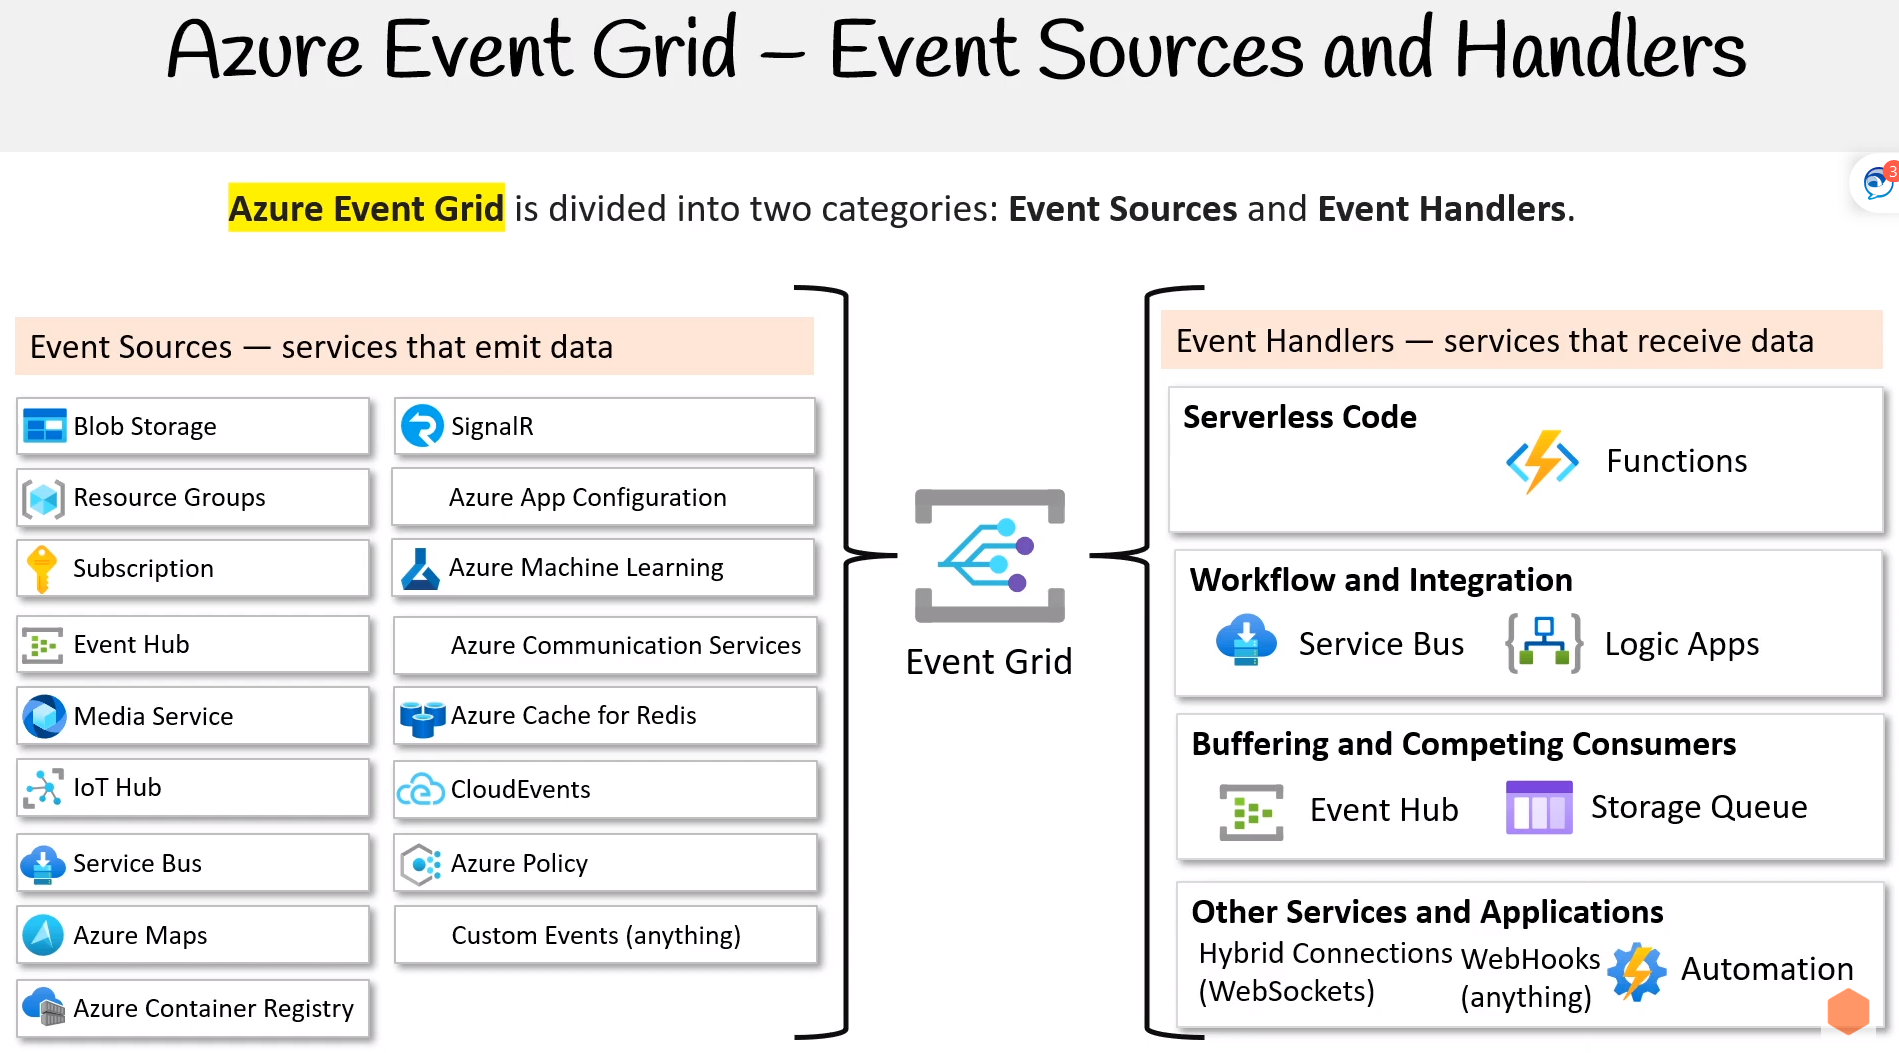 Azure Event Grid – Event Sources and Handlers
3
Azure Event Grid is divided into two categories: Event Sources and Event Handlers.
Event Sources — services that emit data
Blob Storage
SignalR
Resource Groups
Azure App Configuration
Subscription
Azure Machine Learning
Event Hub
Azure Communication Services
Media Service
Azure Cache for Redis
IoT Hub
CloudEvents
Service Bus
Azure Policy
Azure Maps
Custom Events (anything)
Azure Container Registry
Event Grid
Event Handlers — services that receive data
Serverless Code
Functions
Workflow and Integration
Service Bus
Logic Apps
Buffering and Competing Consumers
Event Hub
Storage Queue
Other Services and Applications
Hybrid Connections
(WebSockets)
WebHooks
(anything)
Automation